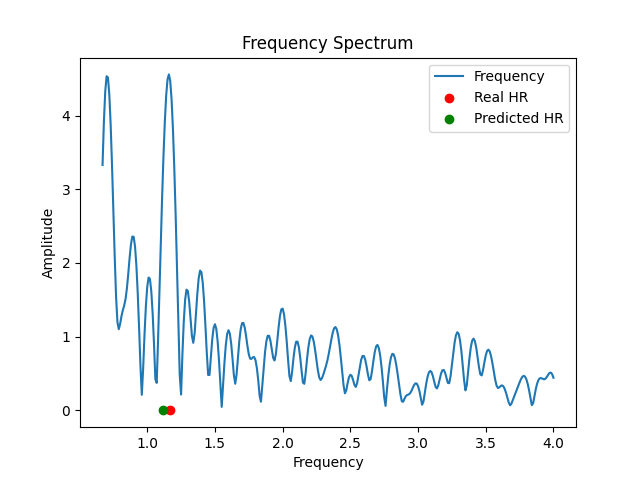 Frequency Spectrum
Frequency
Real HR
Predicted HR
Amplitude
4
3
2
1
0
1.0 1.5 2.0 2.5 3.0 3.5 4.0
Frequency